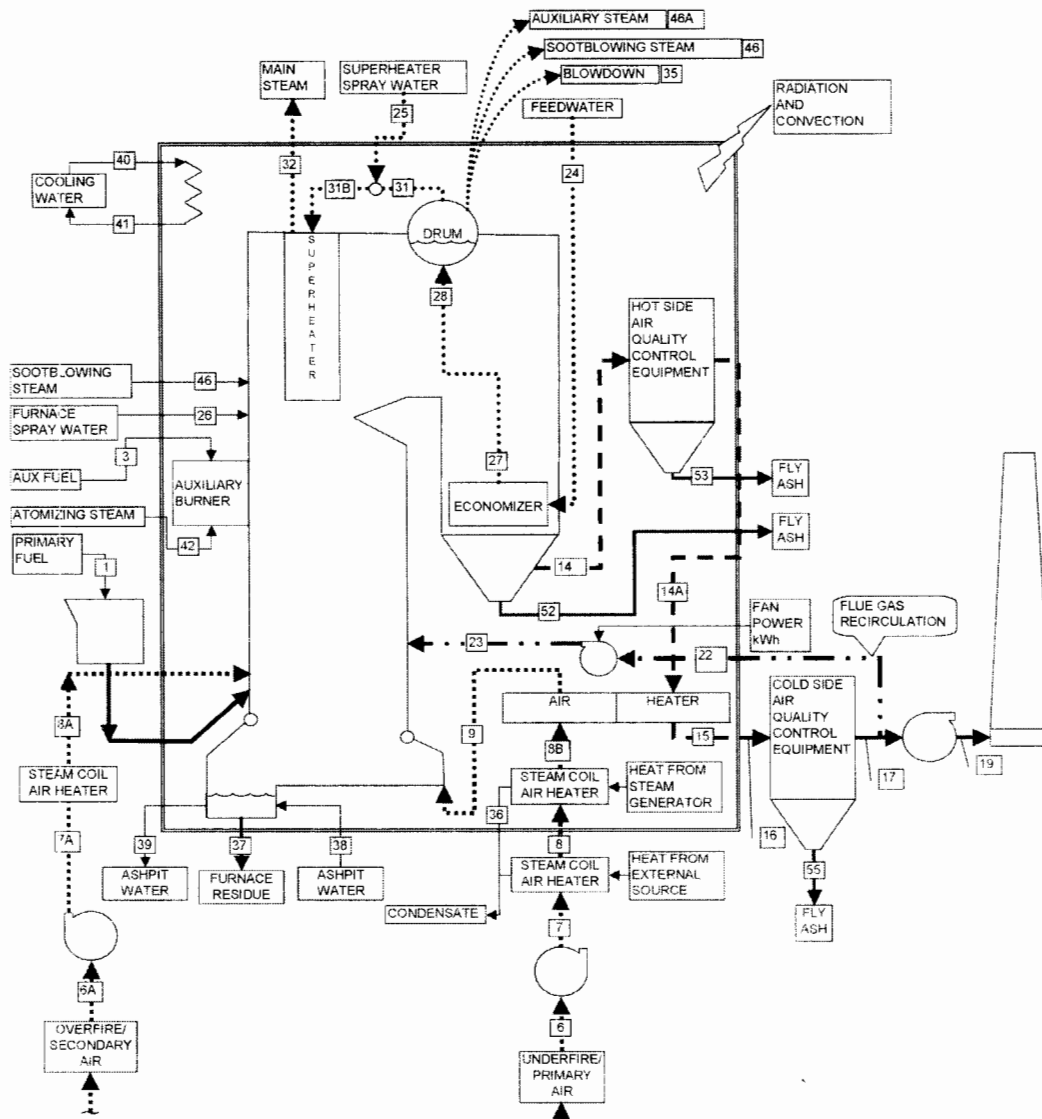 AUXILIARY STEAM 46A
SOOTBLOWING STEAM 46
BLOWDOWN 35
MAIN
STEAM
SUPERHEATER
SPRAY WATER
FEEDWATER
RADIATION
AND
CONVECTION
25
24
32
31B
31
40
COOLING
WATER
41
DRUM
SUPERHEATER
28
HOT SIDE
AIR
QUALITY
CONTROL
EQUIPMENT
SOOTBLOWING
STEAM
46
FURNACE
SPRAY WATER
26
3
AUX FUEL
AUXILIARY
BURNER
ATOMIZING STEAM
42
PRIMARY
FUEL
1
27
ECONOMIZER
53
FLY
ASH
FLY
ASH
14
52
14A
FAN
POWER
kWh
FLUE GAS
RECIRCULATION
23
22
COLD SIDE
AIR
QUALITY
CONTROL
EQUIPMENT
AIR
HEATER
9
15
8A
8B
17
19
STEAM COIL
AIR HEATER
STEAM COIL
AIR HEATER
HEAT FROM
STEAM
GENERATOR
36
16
7A
39
37
38
8
55
ASHPIT
WATER
FURNACE
RESIDUE
ASHPIT
WATER
STEAM COIL
AIR HEATER
HEAT FROM
EXTERNAL
SOURCE
CONDENSATE
FLY
ASH
7
6A
6
OVERFIRE/
SECONDARY
AIR
UNDERFIRE/
PRIMARY
AIR